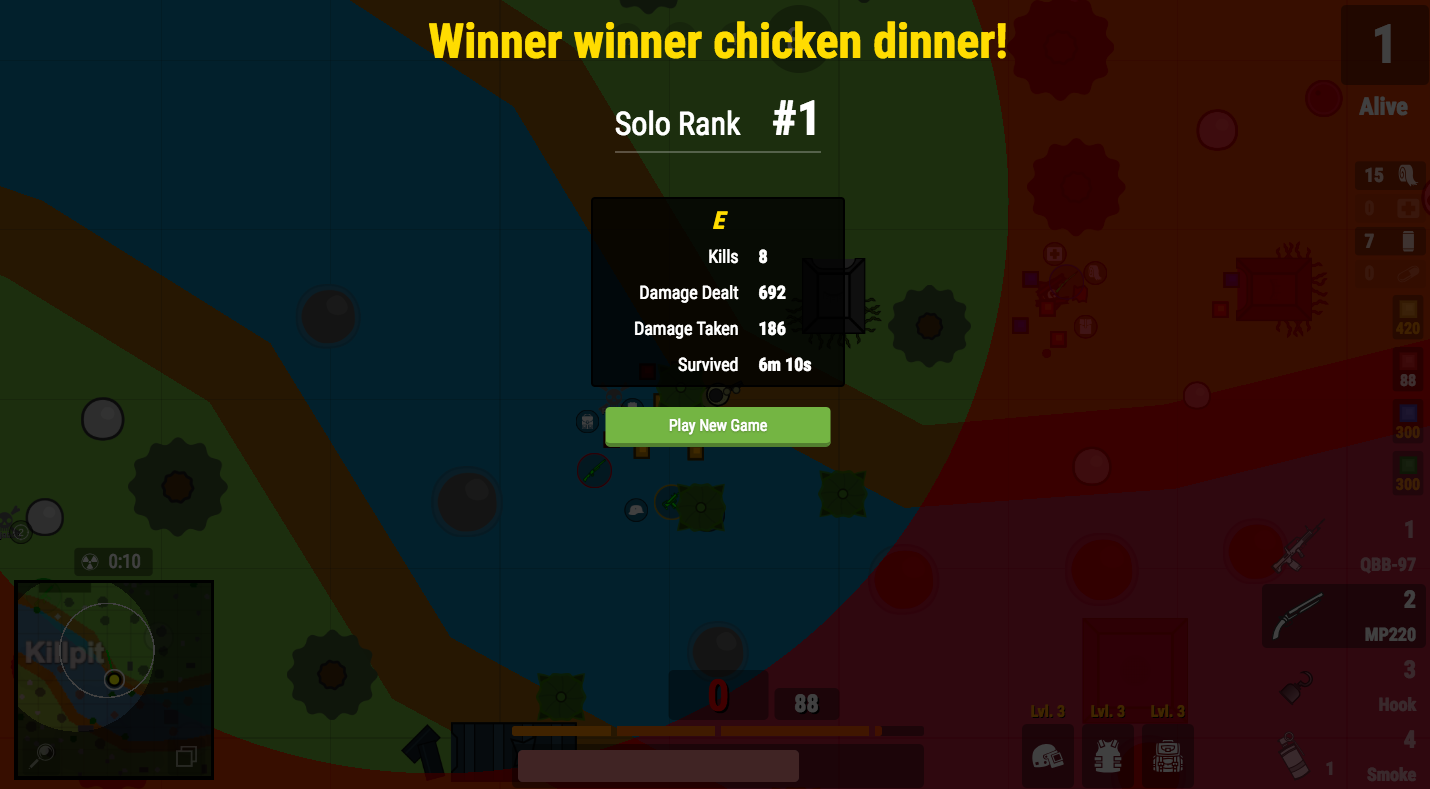 Winner winner chicken dinner!
Solo Rank #1
E
Kills 8
Damage Dealt 692
Damage Taken 186
Survived 6m 10s
Play New Game
1
Alive
15
0
7
0
420
88
300
300
1
QBB-97
2
MP220
3
Hook
4
1 Smoke
2
0:10
Killpit
0 88
Lvl. 3 Lvl. 3 Lvl. 3